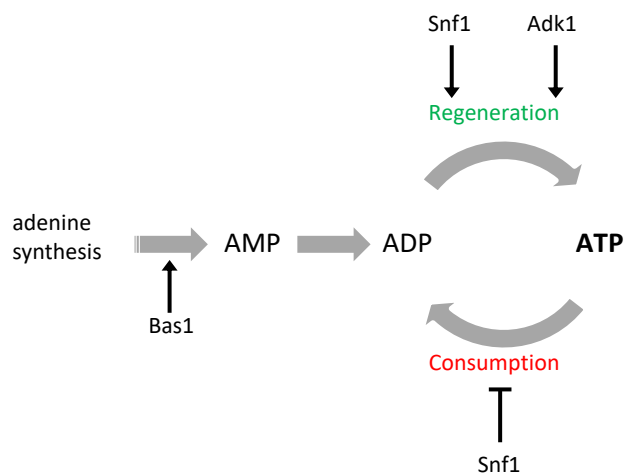 Snf1 Adk1
Regeneration
adenine
synthesis
AMP
ADP
ATP
Bas1
Consumption
Snf1